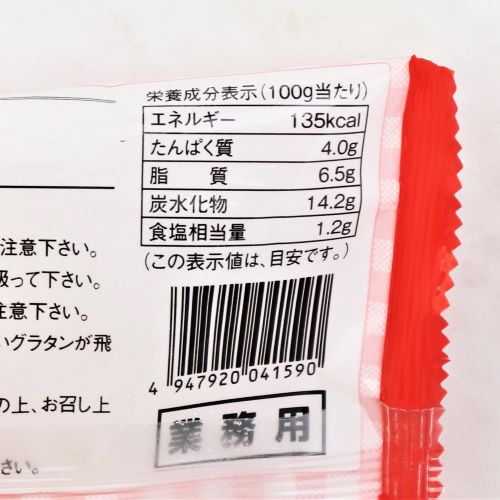 栄養成分表示(100g当たり)
エネルギー 135kcal
たんぱく質 4.0g
脂質 6.5g
炭水化物 14.2g
食塩相当量 1.2g
(この表示値は、目安です。)
注意下さい。
吸って下さい。
注意下さい。
いグラタンが飛
の上、お召し上
さい。
4 947920 041590
業務用